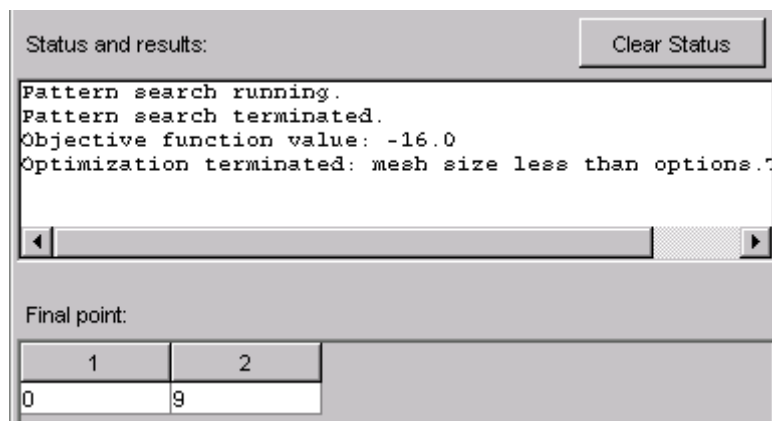 Status and results:
Clear Status
Pattern search running.
Pattern search terminated.
Objective function value: -16.0
Optimization terminated: mesh size less than options.
Final point:
1 2
0 9